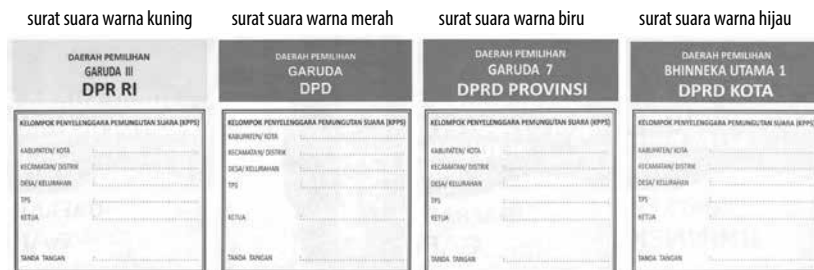 surat suara warna kuning
surat suara warna merah
surat suara warna biru
surat suara warna hijau
DAERAH PEMILIHAN
GARUDA III
DPR RI
KELOMPOK PENYELENGGARA PEMUNGUTAN SUARA (KPPS)
KABUPATEN/ KOTA :
KECAMATAN/ DISTRIK :
DESA/ KELURAHAN :
TPS :
KETUA :
TANDA TANGAN :
DAERAH PEMILIHAN
GARUDA
DPD
KELOMPOK PENYELENGGARA PEMUNGUTAN SUARA (KPPS)
KABUPATEN/ KOTA :
KECAMATAN/ DISTRIK :
DESA/ KELURAHAN :
TPS :
KETUA :
TANDA TANGAN :
DAERAH PEMILIHAN
GARUDA 7
DPRD PROVINSI
KELOMPOK PENYELENGGARA PEMUNGUTAN SUARA (KPPS)
KABUPATEN/ KOTA :
KECAMATAN/ DISTRIK :
DESA/ KELURAHAN :
TPS :
KETUA :
TANDA TANGAN :
DAERAH PEMILIHAN
BHINNEKA UTAMA 1
DPRD KOTA
KELOMPOK PENYELENGGARA PEMUNGUTAN SUARA (KPPS)
KABUPATEN/ KOTA :
KECAMATAN/ DISTRIK :
DESA/ KELURAHAN :
TPS :
KETUA :
TANDA TANGAN :